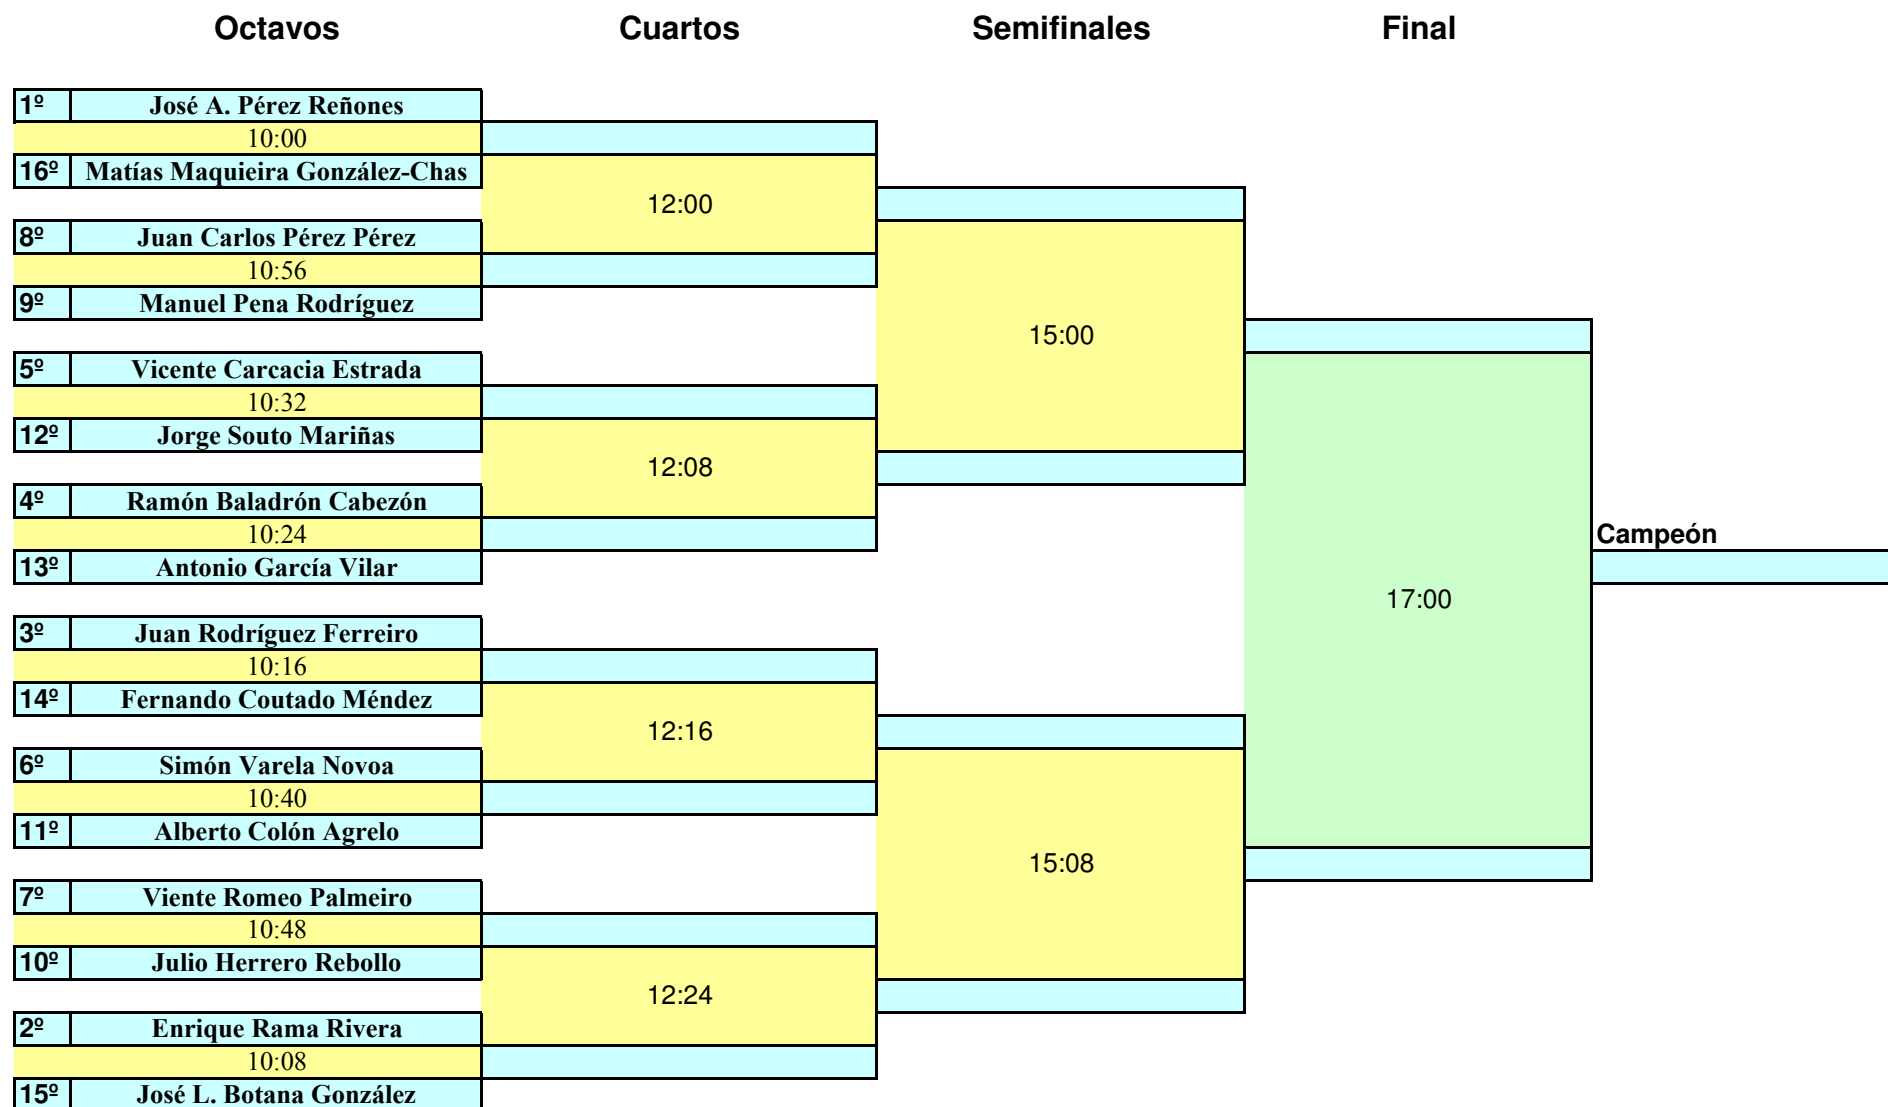 Octavos Cuartos Semifinales Final
1º José A. Pérez Reñones
10:00
16º Matías Maquieira González-Chas
12:00
8º Juan Carlos Pérez Pérez
10:56
9º Manuel Pena Rodríguez
15:00
5º Vicente Carcacia Estrada
10:32
12º Jorge Souto Mariñas
12:08
4º Ramón Baladrón Cabezón
10:24
Campeón
13º Antonio García Vilar
17:00
3º Juan Rodríguez Ferreiro
10:16
14º Fernando Coutado Méndez
12:16
6º Simón Varela Novoa
10:40
11º Alberto Colón Agrelo
15:08
7º Viente Romeo Palmeiro
10:48
10º Julio Herrero Rebollo
12:24
2º Enrique Rama Rivera
10:08
15º José L. Botana González